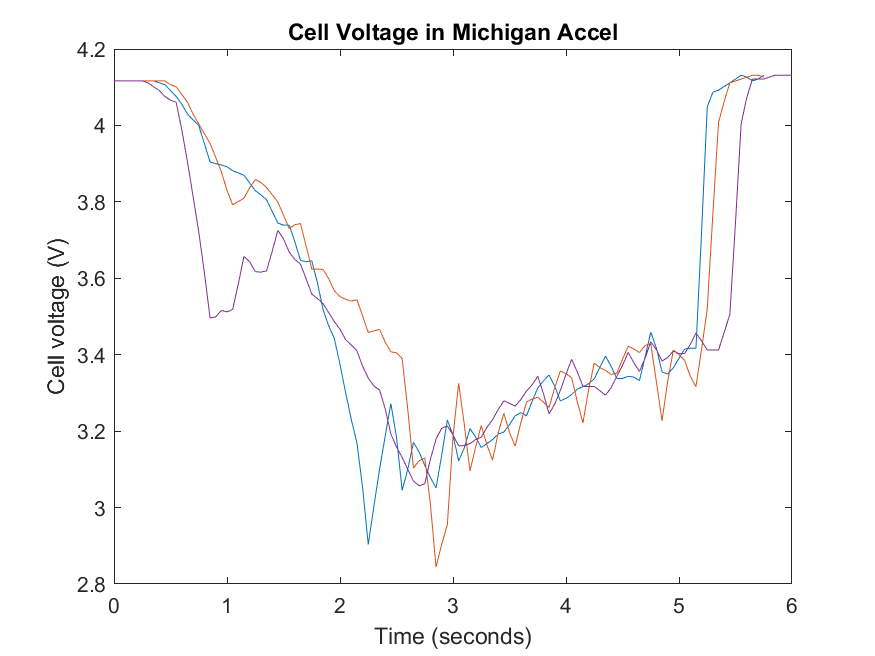 Cell Voltage in Michigan Accel
4.2
4
3.8
3.6
3.4
3.2
3
2.8
Cell voltage (V)
0 1 2 3 4 5 6
Time (seconds)